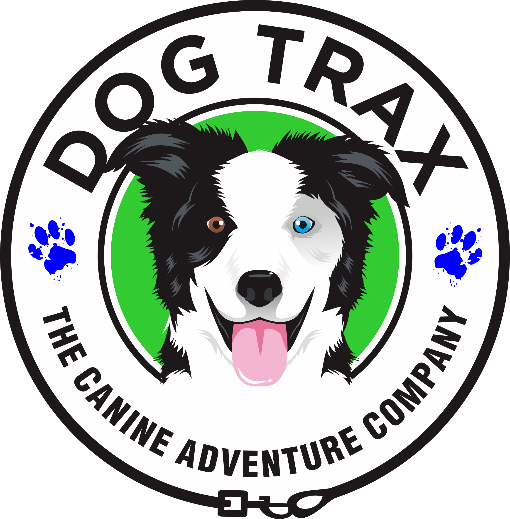 DOG TRAX
THE CANINE ADVENTURE COMPANY